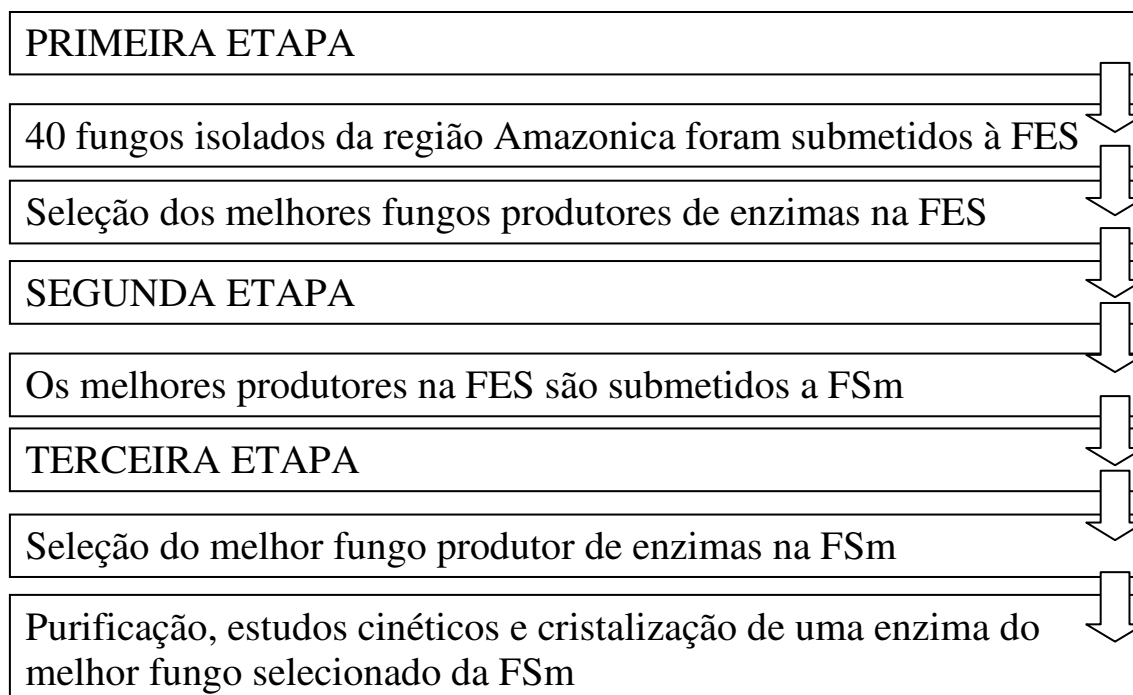 PRIMEIRA ETAPA
40 fungos isolados da região Amazonica foram submetidos à FES
Seleção dos melhores fungos produtores de enzimas na FES
SEGUNDA ETAPA
Os melhores produtores na FES são submetidos a FSm
TERCEIRA ETAPA
Seleção do melhor fungo produtor de enzimas na FSm
Purificação, estudos cinéticos e cristalização de uma enzima do
melhor fungo selecionado da FSm